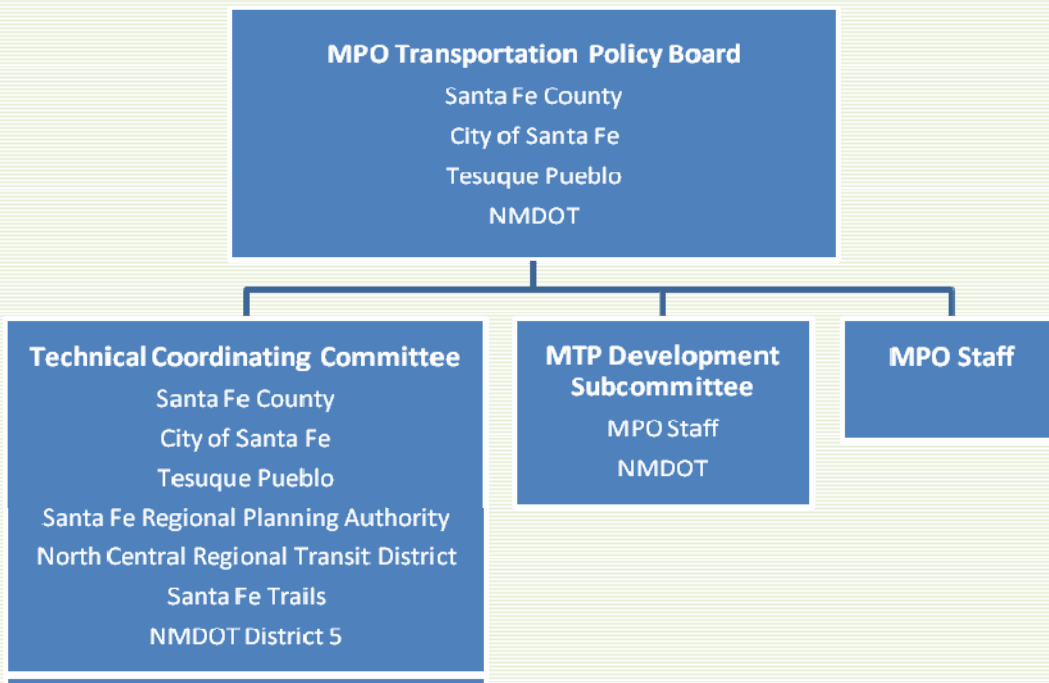 MPO Transportation Policy Board
Santa Fe County
City of Santa Fe
Tesuque Pueblo
NMDOT
Technical Coordinating Committee
Santa Fe County
City of Santa Fe
Tesuque Pueblo
Santa Fe Regional Planning Authority
North Central Regional Transit District
Santa Fe Trails
NMDOT District 5
MTP Development
Subcommittee
MPO Staff
NMDOT
MPO Staff